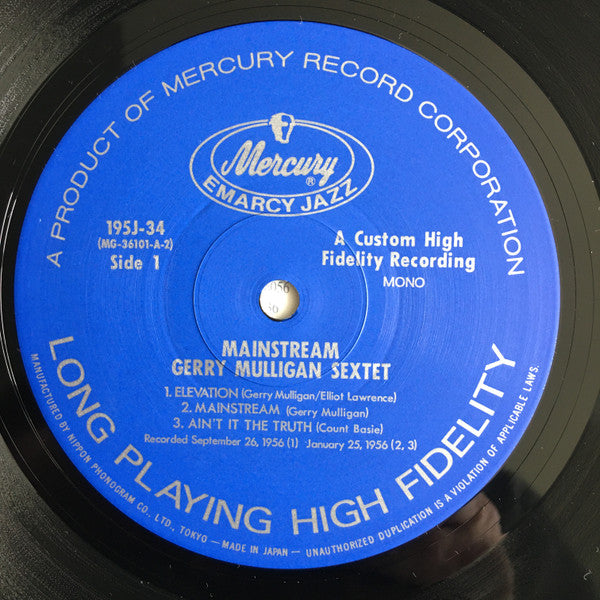 A PRODUCT OF MERCURY RECORD CORPORATION
Mercury®
EMARCY JAZZ
195J-34
(MG-36101-A-2)
Side 1
A Custom High
Fidelity Recording
MONO
MAINSTREAM
GERRY MULLIGAN SEXTET
1. ELEVATION (Gerry Mulligan/Elliot Lawrence)
2. MAINSTREAM (Gerry Mulligan)
3. AIN'T IT THE TRUTH (Count Basie)
Recorded September 26, 1956 (1) January 25, 1956 (2, 3)
LONG PLAYING HIGH FIDELITY
MANUFACTURED BY NIPPON PHONOGRAM CO., LTD., TOKYO — MADE IN JAPAN — UNAUTHORIZED DUPLICATION IS A VIOLATION OF APPLICABLE LAWS.